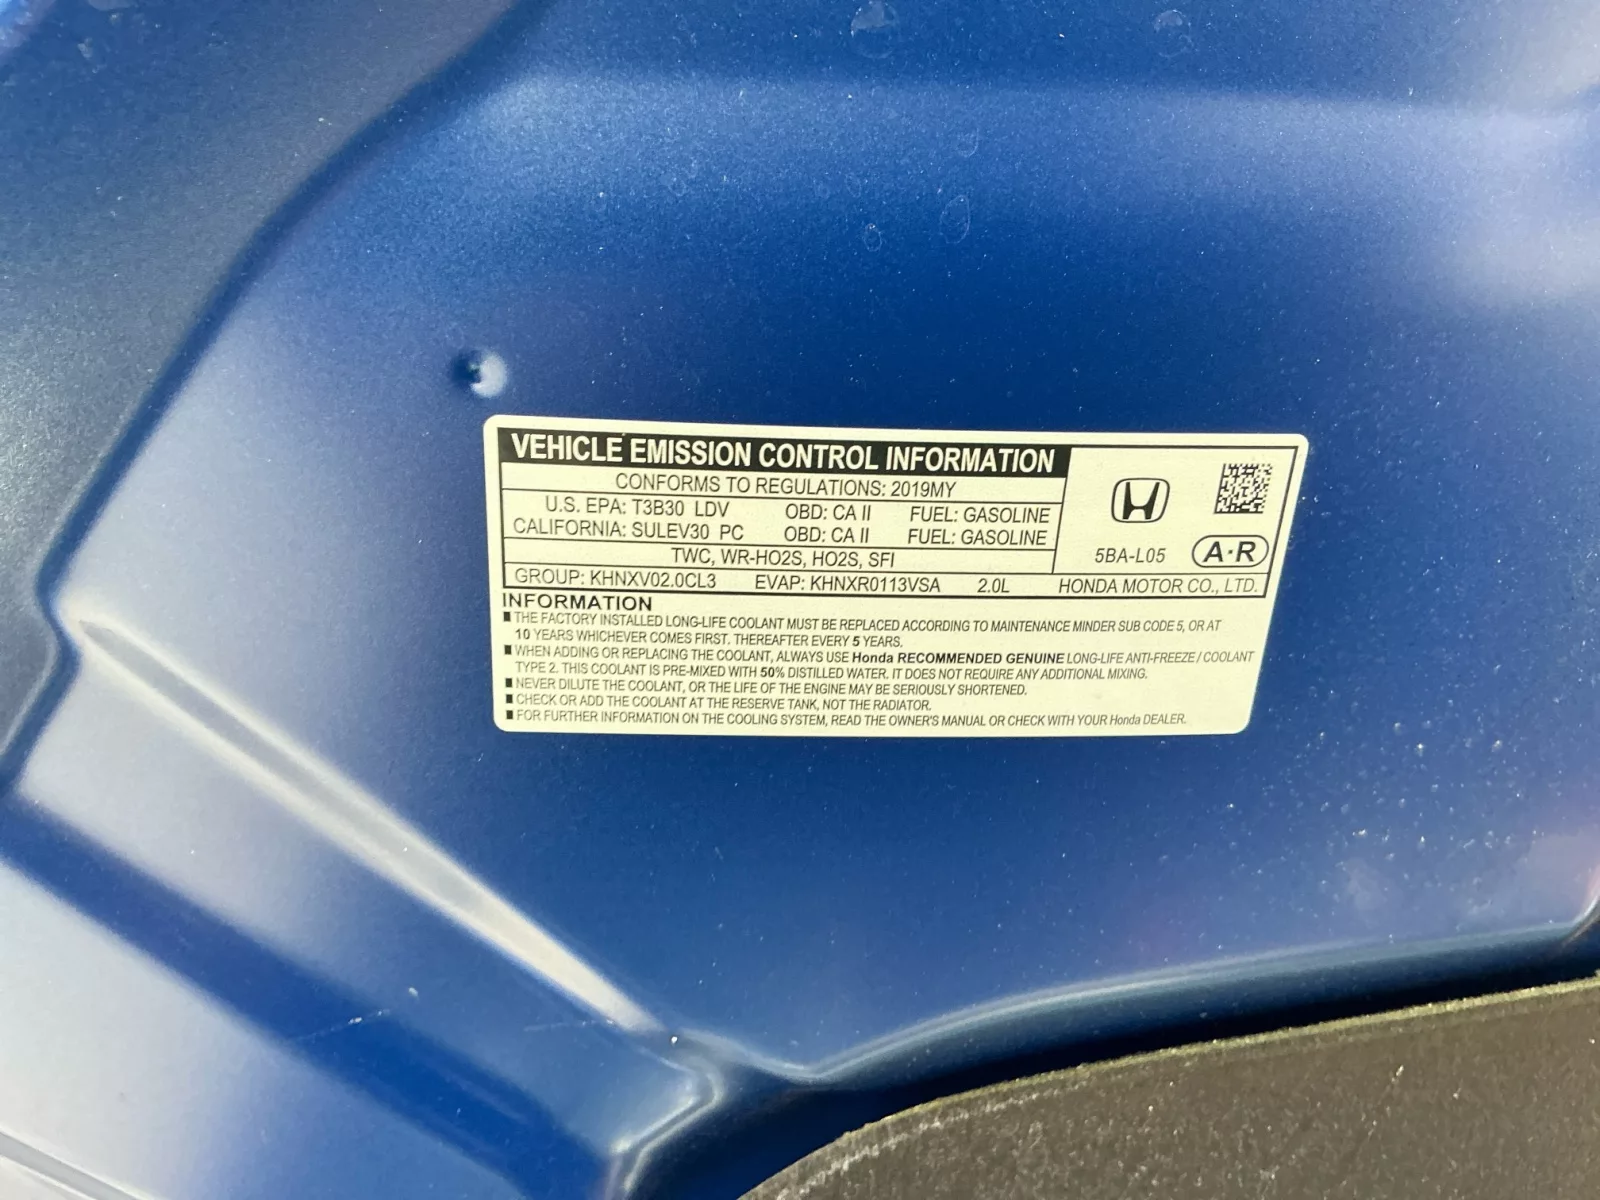 VEHICLE EMISSION CONTROL INFORMATION
CONFORMS TO REGULATIONS: 2019MY
U.S. EPA: T3B30 LDV OBD: CA II FUEL: GASOLINE
CALIFORNIA: SULEV30 PC OBD: CA II FUEL: GASOLINE
TWC, WR-HO2S, HO2S, SFI
5BA-L05 A·R
GROUP: KHNXV02.0CL3 EVAP: KHNXR0113VSA 2.0L HONDA MOTOR CO., LTD.
INFORMATION
■ THE FACTORY INSTALLED LONG-LIFE COOLANT MUST BE REPLACED ACCORDING TO MAINTENANCE MINDER SUB CODE 5, OR AT
10 YEARS WHICHEVER COMES FIRST. THEREAFTER EVERY 5 YEARS.
■ WHEN ADDING OR REPLACING THE COOLANT, ALWAYS USE Honda RECOMMENDED GENUINE LONG-LIFE ANTI-FREEZE / COOLANT
TYPE 2. THIS COOLANT IS PRE-MIXED WITH 50% DISTILLED WATER. IT DOES NOT REQUIRE ANY ADDITIONAL MIXING.
■ NEVER DILUTE THE COOLANT, OR THE LIFE OF THE ENGINE MAY BE SERIOUSLY SHORTENED.
■ CHECK OR ADD THE COOLANT AT THE RESERVE TANK, NOT THE RADIATOR.
■ FOR FURTHER INFORMATION ON THE COOLING SYSTEM, READ THE OWNER'S MANUAL OR CHECK WITH YOUR Honda DEALER.